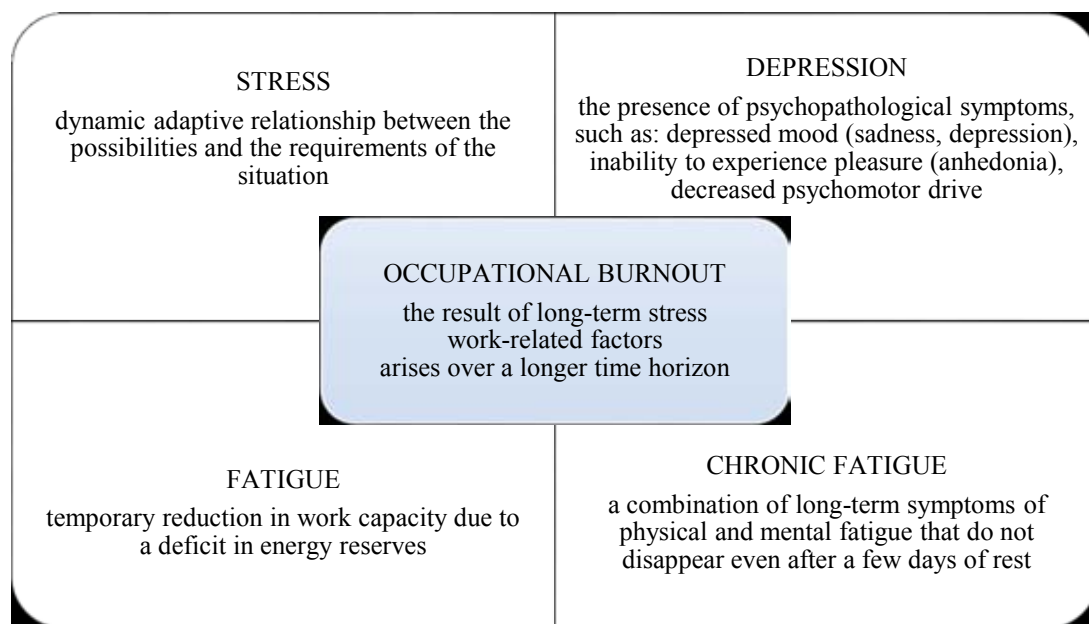 STRESS
dynamic adaptive relationship between the
possibilities and the requirements of the
situation
DEPRESSION
the presence of psychopathological symptoms,
such as: depressed mood (sadness, depression),
inability to experience pleasure (anhedonia),
decreased psychomotor drive
OCCUPATIONAL BURNOUT
the result of long-term stress
work-related factors
arises over a longer time horizon
FATIGUE
temporary reduction in work capacity due to
a deficit in energy reserves
CHRONIC FATIGUE
a combination of long-term symptoms of
physical and mental fatigue that do not
disappear even after a few days of rest